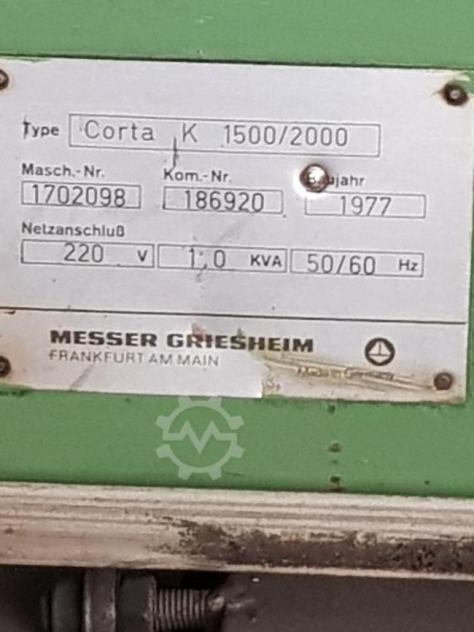 Type Corta K 1500/2000
Masch.-Nr. Kom.-Nr. Baujahr
1702098 186920 1977
Netzanschluß
220 V 1,0 KVA 50/60 Hz
MESSER GRIESHEIM
FRANKFURT AM MAIN
Made in Germany